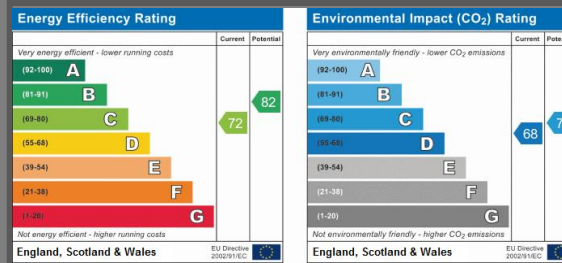 Energy Efficiency Rating
Current Potential
Very energy efficient - lower running costs
(92-100) A
(81-91) B
82
(69-80) C
72
(55-68) D
(39-54) E
(21-38) F
(1-20) G
Not energy efficient - higher running costs
England, Scotland & Wales
EU Directive
2002/91/EC
Environmental Impact (CO₂) Rating
Current Pote
Very environmentally friendly - lower CO₂ emissions
(92-100) A
(81-91) B
(69-80) C
7
(55-68) D
68
(39-54) E
(21-38) F
(1-20) G
Not environmentally friendly - higher CO₂ emissions
England, Scotland & Wales
EU Directive
2002/91/EC